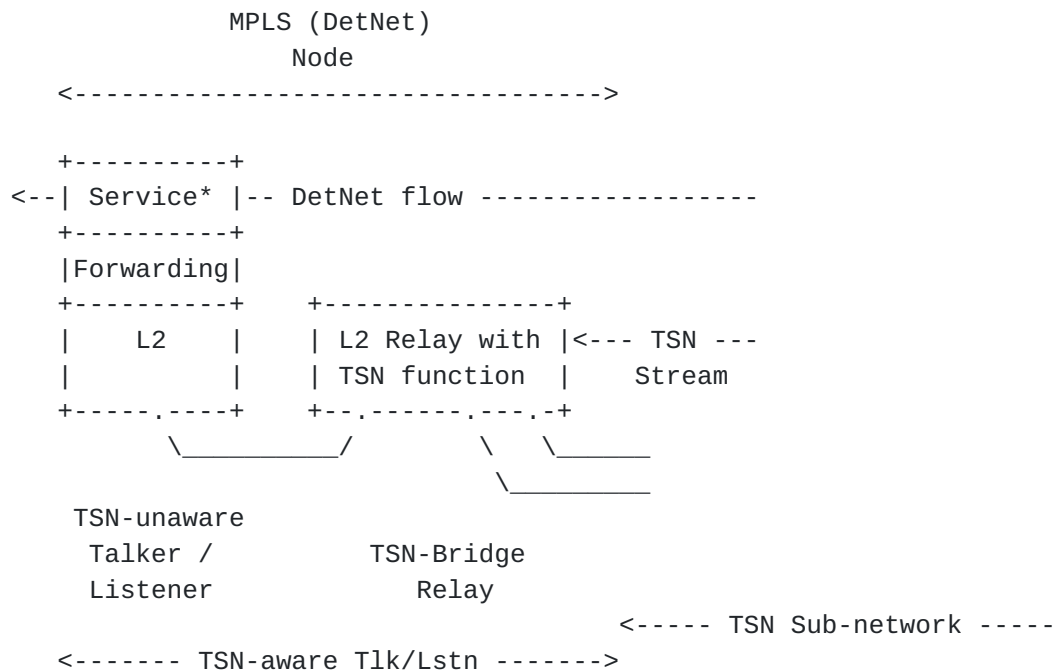 MPLS (DetNet)
Node
<---------------------------------->

+----------+
<--| Service* |-- DetNet flow ------------------
+----------+
|Forwarding|
+----------+    +---------------+
|    L2    |    | L2 Relay with |<--- TSN ---
|          |    | TSN function  |    Stream
+-----.----+    +--.------.---.-+
\__________/        \   \______
\_________
TSN-unaware
Talker /          TSN-Bridge
Listener             Relay
<----- TSN Sub-network -----
<------- TSN-aware Tlk/Lstn ------->